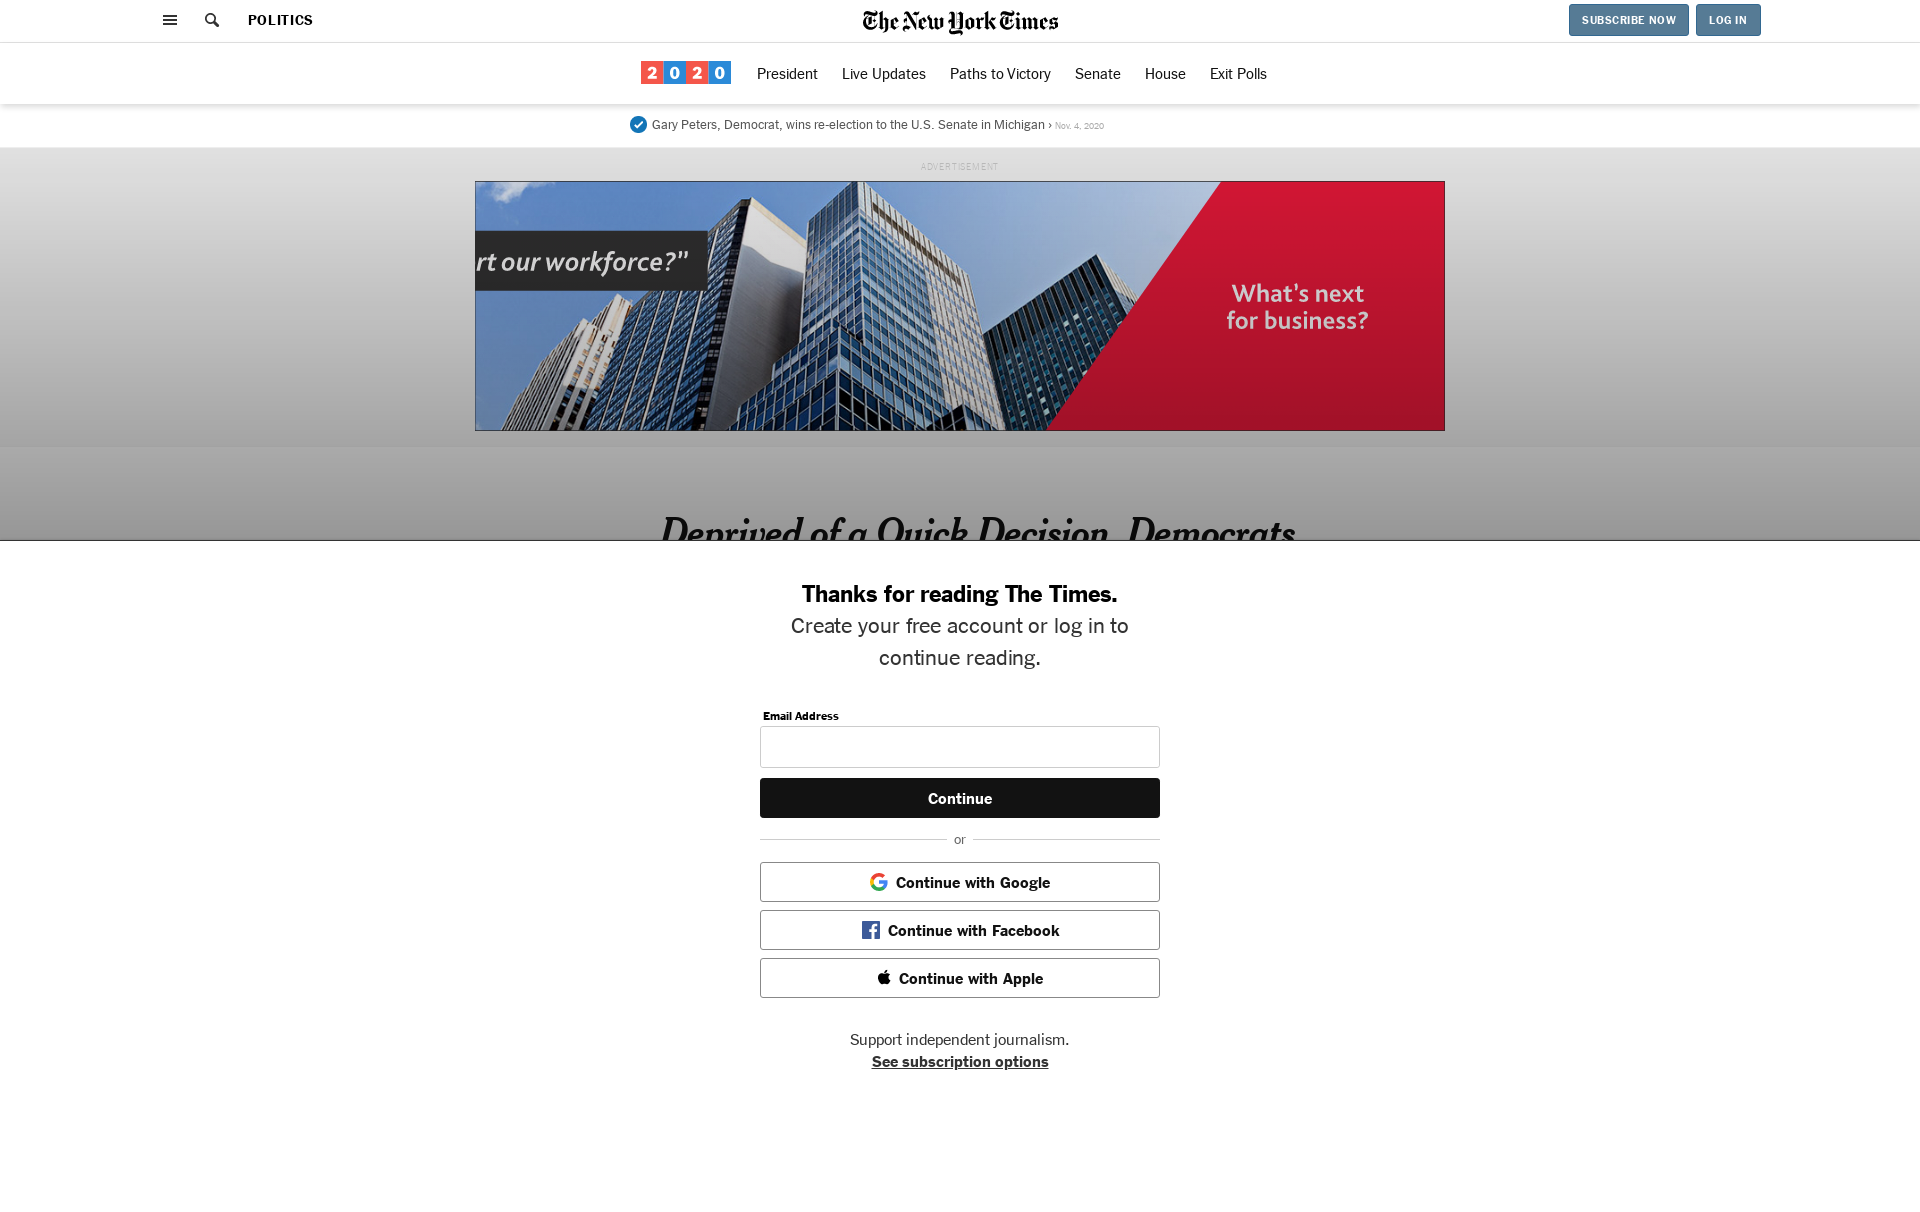 POLITICS
The New York Times
SUBSCRIBE NOW
LOG IN
2020
President
Live Updates
Paths to Victory
Senate
House
Exit Polls
Gary Peters, Democrat, wins re-election to the U.S. Senate in Michigan › Nov. 4, 2020
ADVERTISEMENT
rt our workforce?”
What’s next
for business?
Deprived of a Quick Decision, Democrats
Thanks for reading The Times.
Create your free account or log in to
continue reading.
Email Address
Continue
or
Continue with Google
Continue with Facebook
Continue with Apple
Support independent journalism.
See subscription options